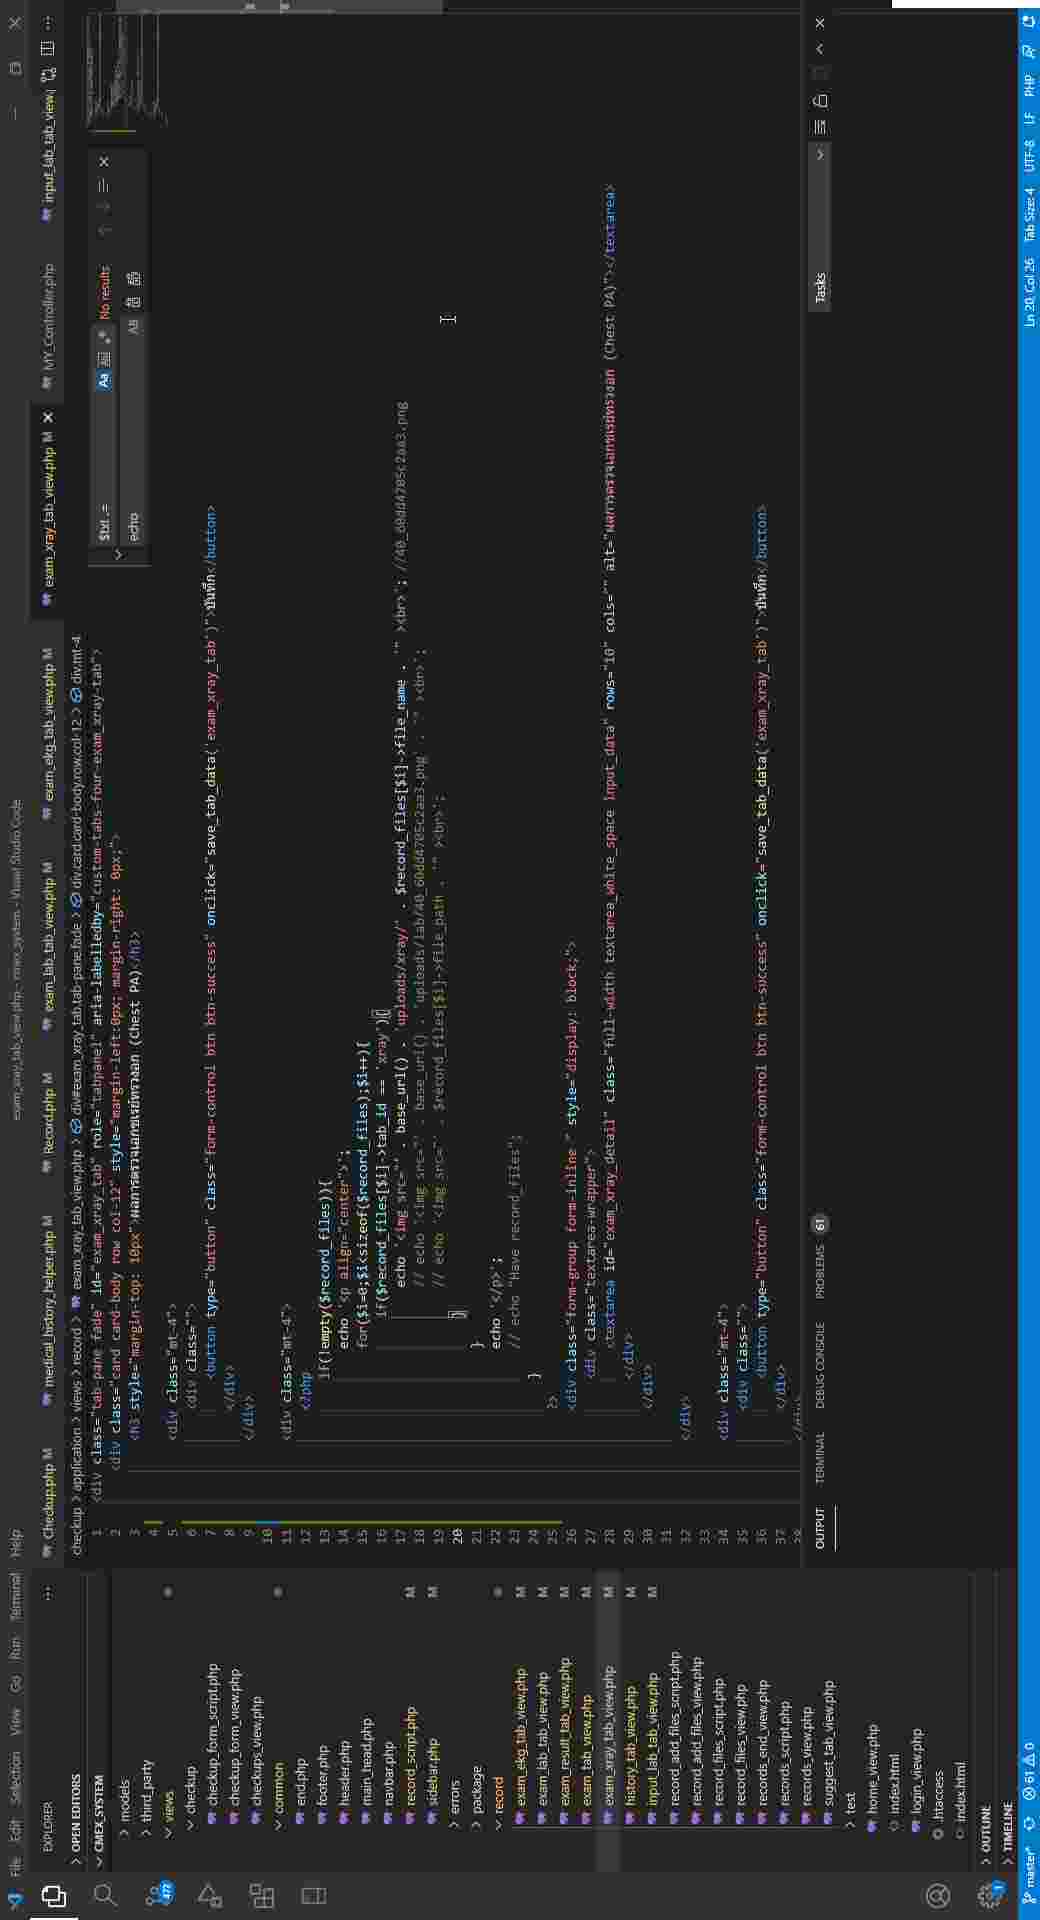 File Edit Selection View Go Run Terminal Help
exam_xray_tab_view.php - cmex_system - Visual Studio Code
EXPLORER
OPEN EDITORS
CMEX_SYSTEM
models
third_party
views
checkup
checkup_form_script.php
checkup_form_view.php
checkups_view.php
common
end.php
footer.php
header.php
main_head.php
navbar.php
record_script.php M
sidebar.php M
errors
package
record
exam_ekg_tab_view.php M
exam_lab_tab_view.php M
exam_result_tab_view.php M
exam_tab_view.php M
exam_xray_tab_view.php M
history_tab_view.php M
input_lab_tab_view.php M
record_add_files_script.php
record_add_files_view.php
record_files_script.php
record_files_view.php
records_end_view.php
records_script.php
records_view.php
suggest_tab_view.php
test
home_view.php
index.html
login_view.php
.htaccess
index.html
OUTLINE
TIMELINE
472
1
Checkup.php M
medical_history_helper.php M
Record.php M
exam_lab_tab_view.php M
exam_ekg_tab_view.php M
exam_xray_tab_view.php M
MY_Controller.php
input_lab_tab_view.
checkup > application > views > record > exam_xray_tab_view.php > div#exam_xray_tab.tab-pane.fade > div.card.card-body.row.col-12 > div.mt-4
$txt .= Aa Ab .* No results
echo AB
1 <div class="tab-pane fade" id="exam_xray_tab" role="tabpanel" aria-labelledby="custom-tabs-four-exam_xray-tab">
2 <div class="card card-body row col-12" style="margin-left:0px; margin-right: 0px;">
3 <h3 style="margin-top: 10px">ผลการตรวจเอกซเรย์ทรวงอก (Chest PA)</h3>
4
5 <div class="mt-4">
6 <div class="">
7 <button type="button" class="form-control btn btn-success" onclick="save_tab_data('exam_xray_tab')">บันทึก</button>
8 </div>
9 </div>
10
11 <div class="mt-4">
12 <?php
13 if(!empty($record_files)){
14 echo '<p align="center">';
15 for($i=0;$i<sizeof($record_files);$i++){
16 if($record_files[$i]->tab_id == 'xray'){
17 echo '<img src="' . base_url() . 'uploads/xray/' . $record_files[$i]->file_name . '" ><br>'; //40_60dd4705c2aa3.png
18 // echo '<img src="' . base_url() . 'uploads/lab/40_60dd4705c2aa3.png' . '" ><br>';
19 // echo '<img src="' . $record_files[$i]->file_path . '" ><br>';
20 }
21 }
22 echo '</p>';
23 // echo "Have record_files";
24 }
25 ?>
26 <div class="form-group form-inline " style="display: block;">
27 <div class="textarea-wrapper">
28 <textarea id="exam_xray_detail" class="full-width textarea_white_space input_data" rows="10" cols="" alt="ผลการตรวจเอกซเรย์ทรวงอก (Chest PA)"></textarea>
29 </div>
30 </div>
31
32 </div>
33
34 <div class="mt-4">
35 <div class="">
36 <button type="button" class="form-control btn btn-success" onclick="save_tab_data('exam_xray_tab')">บันทึก</button>
37 </div>
38 </div>
OUTPUT TERMINAL DEBUG CONSOLE PROBLEMS 61
Tasks
master* 61 0 Ln 20, Col 26 Tab Size: 4 UTF-8 LF PHP